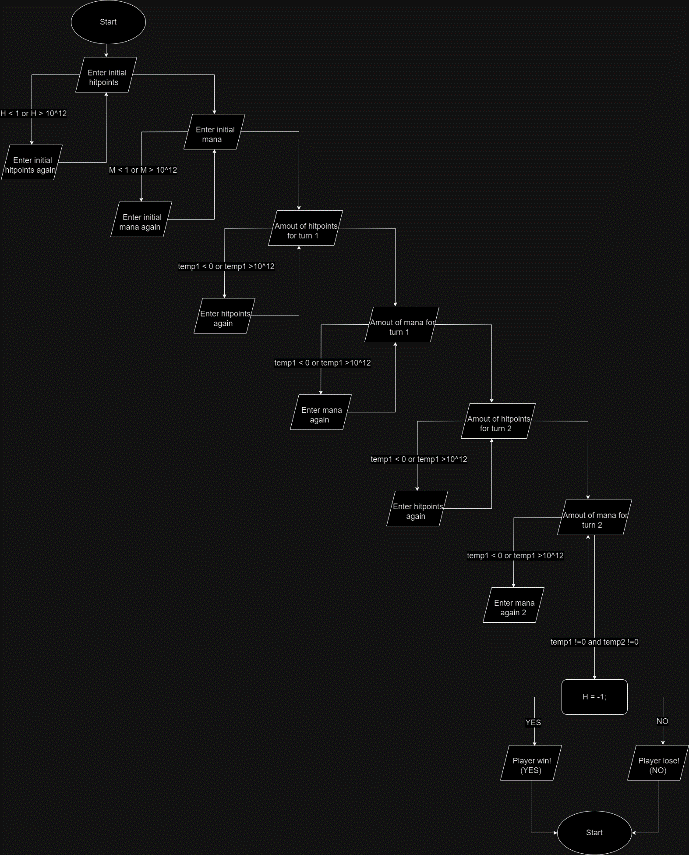 Start
Enter initial
hitpoints
H < 1 or H > 10^12
Enter initial
mana
Enter initial
hitpoints again
M < 1 or M > 10^12
Enter initial
mana again
Amout of hitpoints
for turn 1
temp1 < 0 or temp1 >10^12
Enter hitpoints
again
Amout of mana for
turn 1
temp1 < 0 or temp1 >10^12
Enter mana
again
Amout of hitpoints
for turn 2
temp1 < 0 or temp1 >10^12
Enter hitpoints
again
Amout of mana for
turn 2
temp1 < 0 or temp1 >10^12
Enter mana
again 2
temp1 !=0 and temp2 !=0
H = -1;
YES
NO
Player win!
(YES)
Player lose!
(NO)
Start